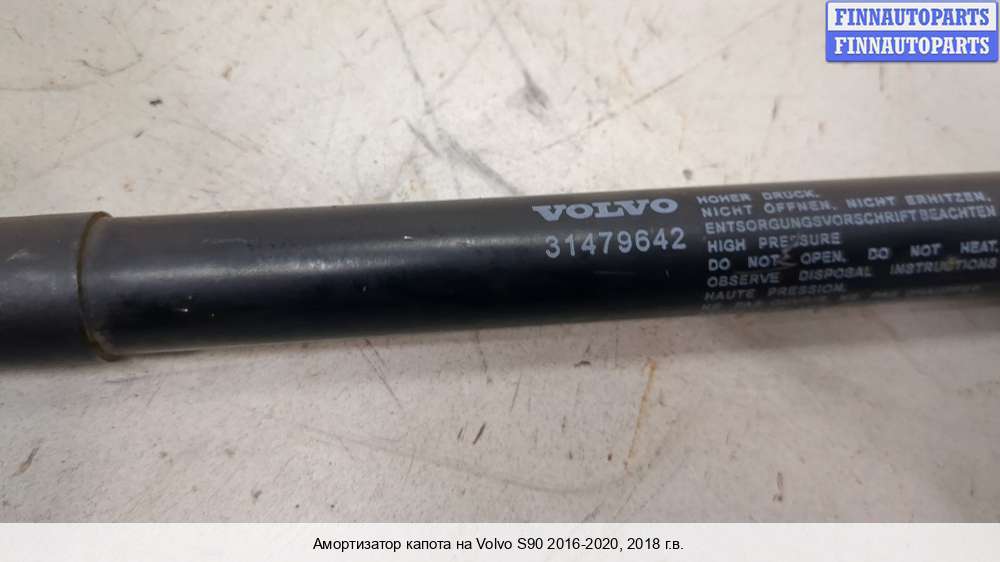 FINNAUTOPARTS
FINNAUTOPARTS
VOLVO
31479642
HOHER DRUCK.
NICHT ÖFFNEN. NICHT ERHITZEN.
ENTSORGUNGSVORSCHRIFT BEACHTEN
HIGH PRESSURE
DO NOT OPEN. DO NOT HEAT.
OBSERVE DISPOSAL INSTRUCTIONS
HAUTE PRESSION.
Амортизатор капота на Volvo S90 2016-2020, 2018 г.в.